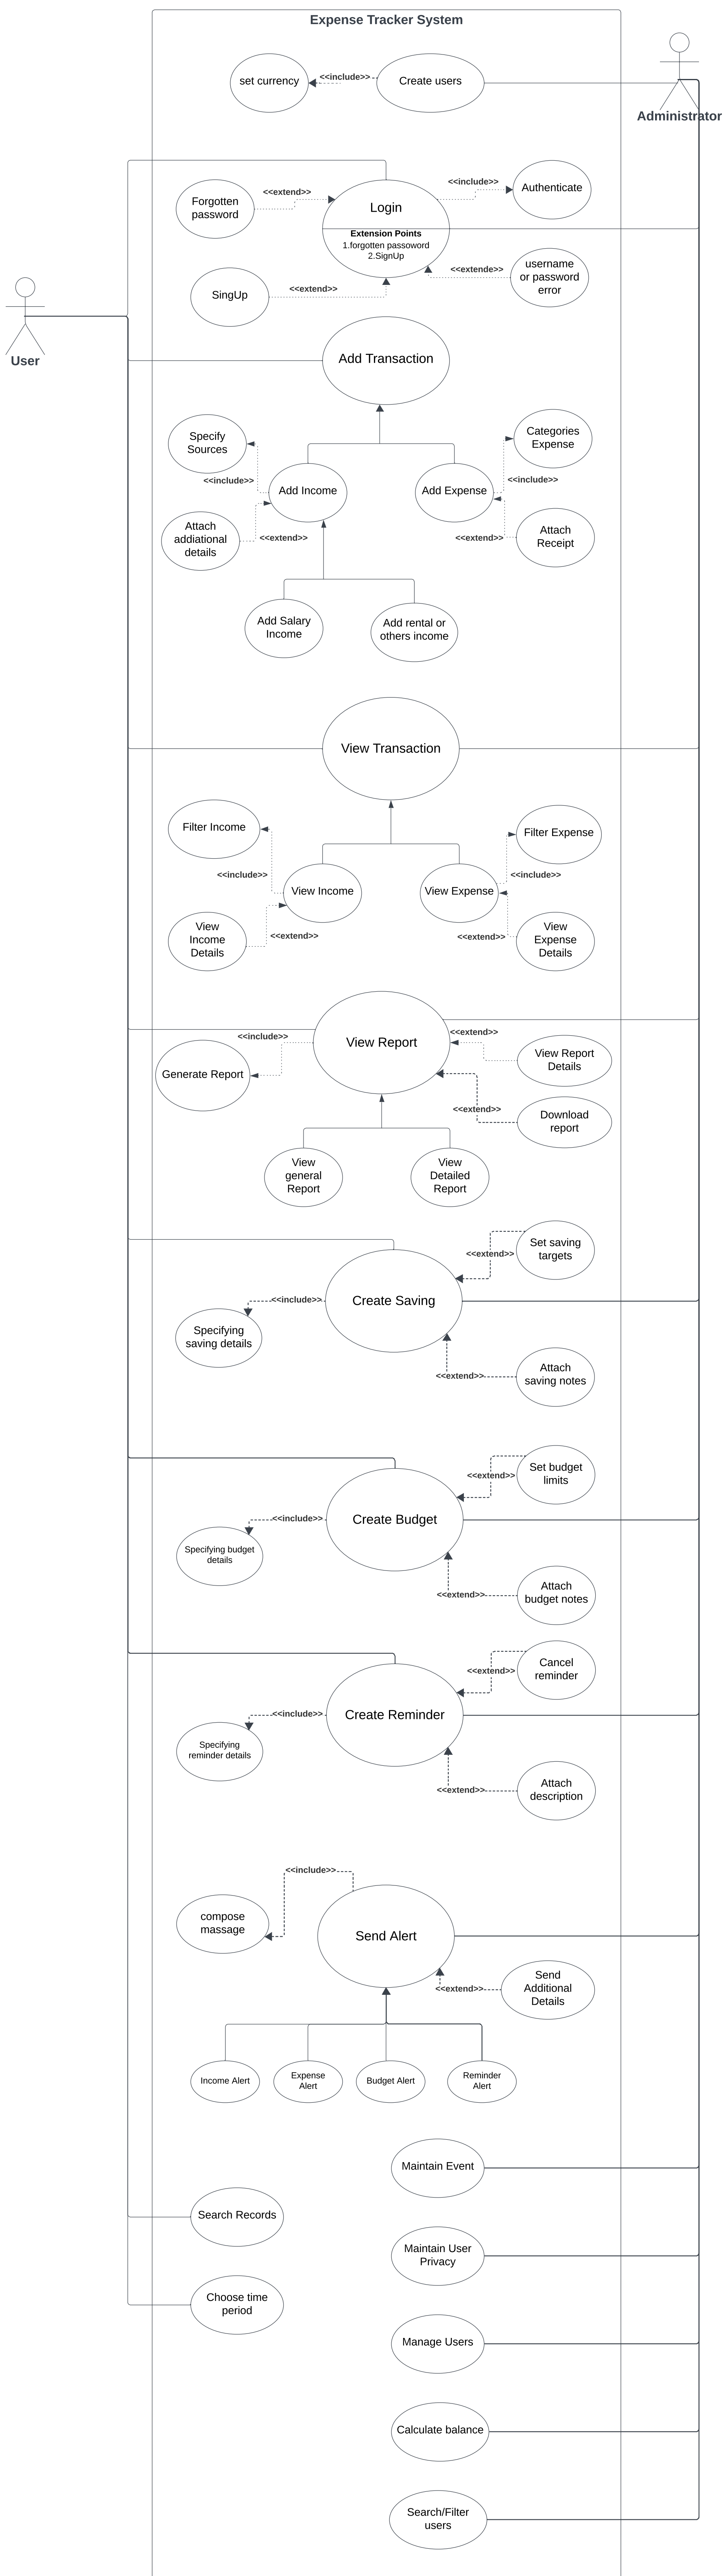 Expense Tracker System
set currency
<<include>>
Create users
Administrator
Forgotten
password
<<extend>>
Login
Extension Points
1.forgotten passoword
2.SignUp
<<include>>
Authenticate
SingUp
<<extend>>
<<extende>>
username
or password
error
User
Add Transaction
Specify
Sources
<<include>>
Add Income
Attach
addiational
details
<<extend>>
Add Expense
Categories
Expense
<<include>>
<<extend>>
Attach
Receipt
Add Salary
Income
Add rental or
others income
View Transaction
Filter Income
<<include>>
View Income
View
Income
Details
<<extend>>
View Expense
Filter Expense
<<include>>
<<extend>>
View
Expense
Details
<<include>>
Generate Report
View Report
<<extend>>
View Report
Details
<<extend>>
Download
report
View
general
Report
View
Detailed
Report
<<extend>>
Set saving
targets
<<include>>
Create Saving
Specifying
saving details
<<extend>>
Attach
saving notes
<<extend>>
Set budget
limits
<<include>>
Create Budget
Specifying budget
details
<<extend>>
Attach
budget notes
<<extend>>
Cancel
reminder
<<include>>
Create Reminder
Specifying
reminder details
<<extend>>
Attach
description
<<include>>
compose
massage
Send Alert
<<extend>>
Send
Additional
Details
Income Alert
Expense
Alert
Budget Alert
Reminder
Alert
Maintain Event
Search Records
Maintain User
Privacy
Choose time
period
Manage Users
Calculate balance
Search/Filter
users